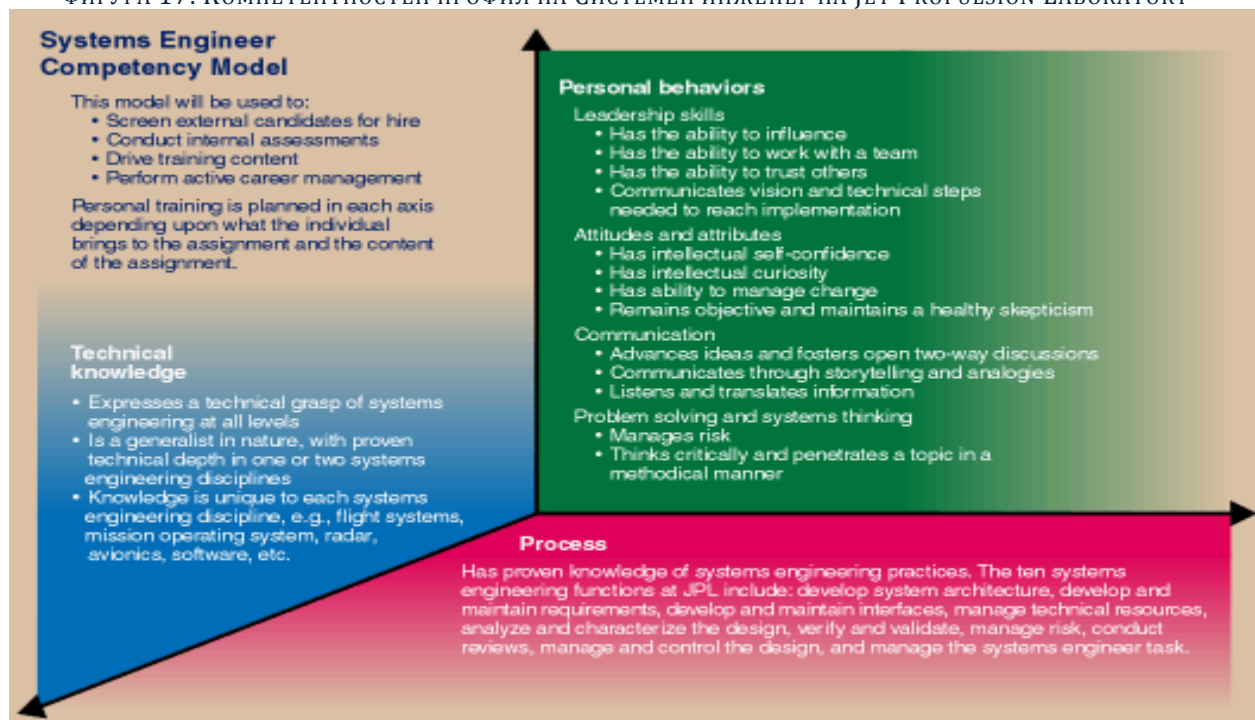 ФИГУРА 17. КОМПЕТЕНТНОСТЕН ПРОФИЛ НА СИСТЕМЕН ИНЖЕНЕР НА JET PROPULSION LABORATORY
Systems Engineer
Competency Model
This model will be used to:
• Screen external candidates for hire
• Conduct internal assessments
• Drive training content
• Perform active career management
Personal training is planned in each axis
depending upon what the individual
brings to the assignment and the content
of the assignment.
Technical
knowledge
• Expresses a technical grasp of systems
engineering at all levels
• Is a generalist in nature, with proven
technical depth in one or two systems
engineering disciplines
• Knowledge is unique to each systems
engineering discipline, e.g., flight systems,
mission operating system, radar,
avionics, software, etc.
Personal behaviors
Leadership skills
• Has the ability to influence
• Has the ability to work with a team
• Has the ability to trust others
• Communicates vision and technical steps
needed to reach implementation
Attitudes and attributes
• Has intellectual self-confidence
• Has intellectual curiosity
• Has ability to manage change
• Remains objective and maintains a healthy skepticism
Communication
• Advances ideas and fosters open two-way discussions
• Communicates through storytelling and analogies
• Listens and translates information
Problem solving and systems thinking
• Manages risk
• Thinks critically and penetrates a topic in a
methodical manner
Process
Has proven knowledge of systems engineering practices. The ten systems
engineering functions at JPL include: develop system architecture, develop and
maintain requirements, develop and maintain interfaces, manage technical resources,
analyze and characterize the design, verify and validate, manage risk, conduct
reviews, manage and control the design, and manage the systems engineer task.